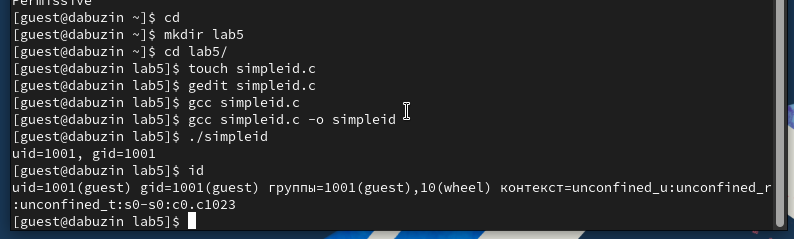 Permissive
[guest@dabuzin ~]$ cd
[guest@dabuzin ~]$ mkdir lab5
[guest@dabuzin ~]$ cd lab5/
[guest@dabuzin lab5]$ touch simpleid.c
[guest@dabuzin lab5]$ gedit simpleid.c
[guest@dabuzin lab5]$ gcc simpleid.c
[guest@dabuzin lab5]$ gcc simpleid.c -o simpleid
[guest@dabuzin lab5]$ ./simpleid
uid=1001, gid=1001
[guest@dabuzin lab5]$ id
uid=1001(guest) gid=1001(guest) группы=1001(guest),10(wheel) контекст=unconfined_u:unconfined_r
:unconfined_t:s0-s0:c0.c1023
[guest@dabuzin lab5]$